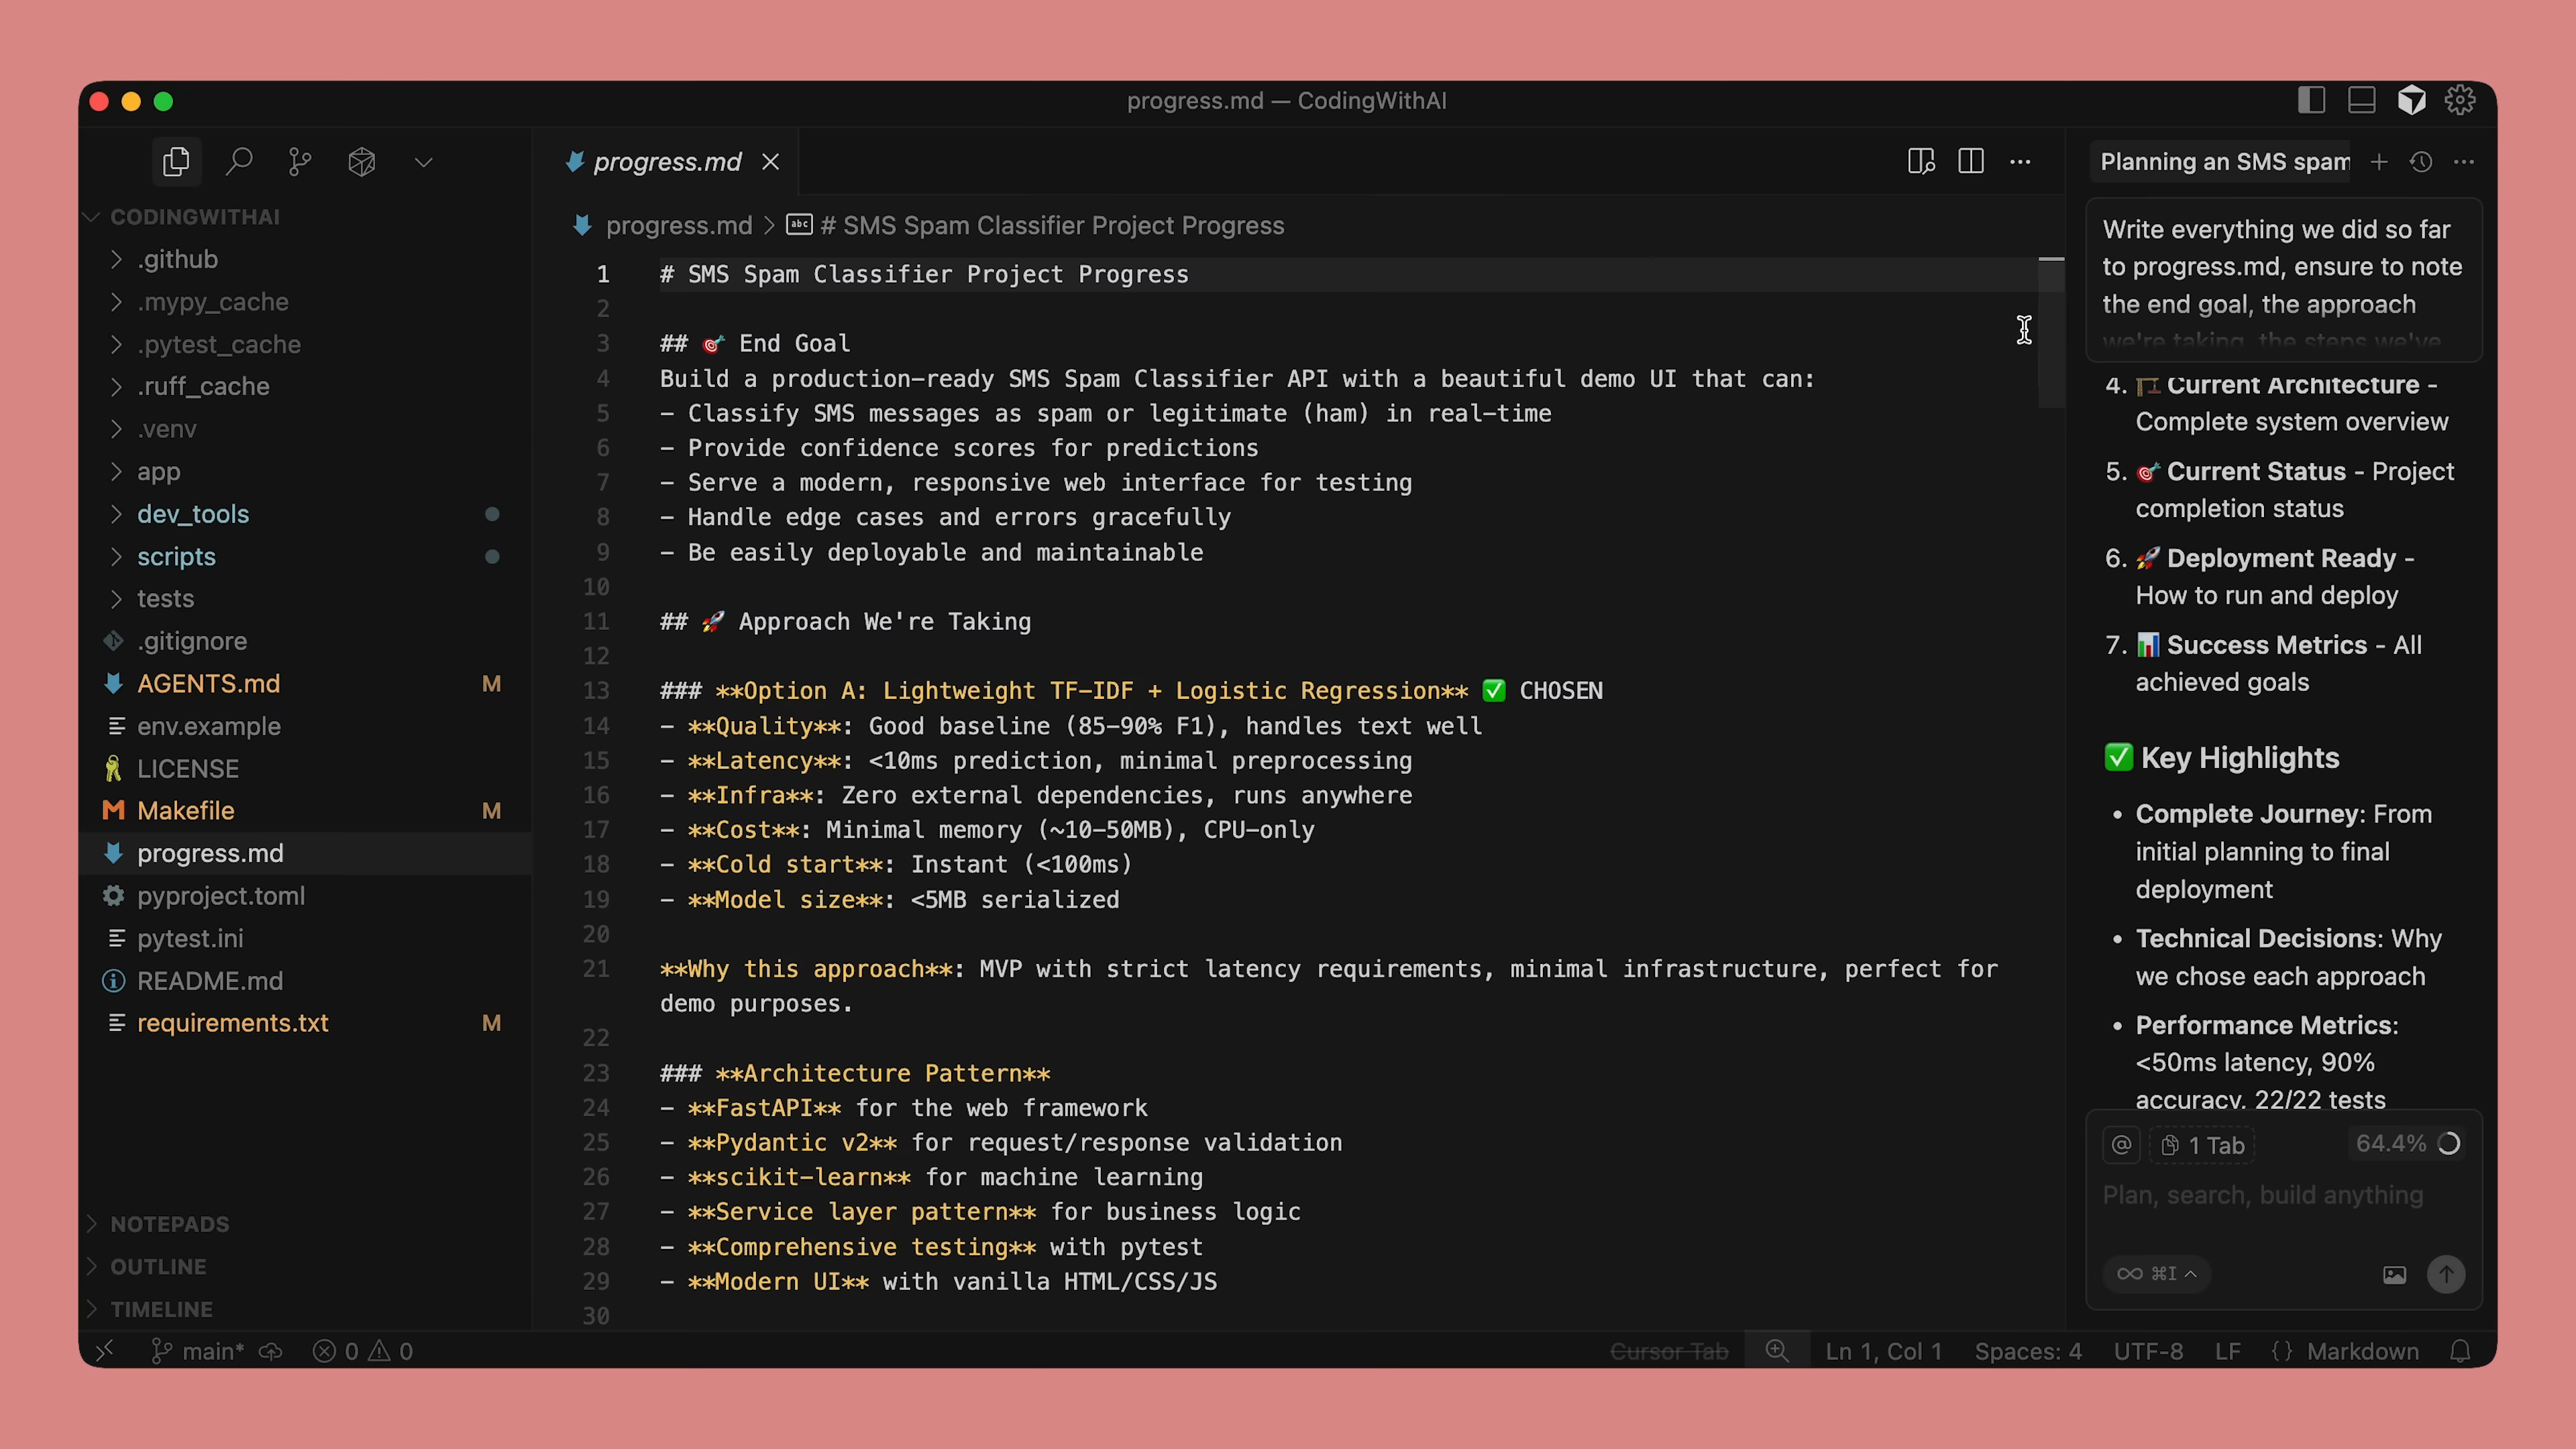 progress.md — CodingWithAI
CODINGWITHAI
.github
.mypy_cache
.pytest_cache
.ruff_cache
.venv
app
dev_tools
scripts
tests
.gitignore
AGENTS.md M
env.example
LICENSE
Makefile M
progress.md
pyproject.toml
pytest.ini
README.md
requirements.txt M
NOTEPADS
OUTLINE
TIMELINE
progress.md
progress.md > # SMS Spam Classifier Project Progress
1 # SMS Spam Classifier Project Progress
2
3 ## 🎯 End Goal
4 Build a production-ready SMS Spam Classifier API with a beautiful demo UI that can:
5 - Classify SMS messages as spam or legitimate (ham) in real-time
6 - Provide confidence scores for predictions
7 - Serve a modern, responsive web interface for testing
8 - Handle edge cases and errors gracefully
9 - Be easily deployable and maintainable
10
11 ## 🚀 Approach We're Taking
12
13 ### **Option A: Lightweight TF-IDF + Logistic Regression** ✅ CHOSEN
14 - **Quality**: Good baseline (85-90% F1), handles text well
15 - **Latency**: <10ms prediction, minimal preprocessing
16 - **Infra**: Zero external dependencies, runs anywhere
17 - **Cost**: Minimal memory (~10-50MB), CPU-only
18 - **Cold start**: Instant (<100ms)
19 - **Model size**: <5MB serialized
20
21 **Why this approach**: MVP with strict latency requirements, minimal infrastructure, perfect for
demo purposes.
22
23 ### **Architecture Pattern**
24 - **FastAPI** for the web framework
25 - **Pydantic v2** for request/response validation
26 - **scikit-learn** for machine learning
27 - **Service layer pattern** for business logic
28 - **Comprehensive testing** with pytest
29 - **Modern UI** with vanilla HTML/CSS/JS
30
Planning an SMS spam
Write everything we did so far
to progress.md, ensure to note
the end goal, the approach
we're taking, the steps we've
4. Current Architecture -
Complete system overview
5. 🎯 Current Status - Project
completion status
6. 🚀 Deployment Ready -
How to run and deploy
7. 📊 Success Metrics - All
achieved goals
✅ Key Highlights
• Complete Journey: From
initial planning to final
deployment
• Technical Decisions: Why
we chose each approach
• Performance Metrics:
<50ms latency, 90%
accuracy, 22/22 tests
@ 1 Tab 64.4%
Plan, search, build anything
∞ ⌘I
main* 0 0
Cursor Tab Ln 1, Col 1 Spaces: 4 UTF-8 LF {} Markdown